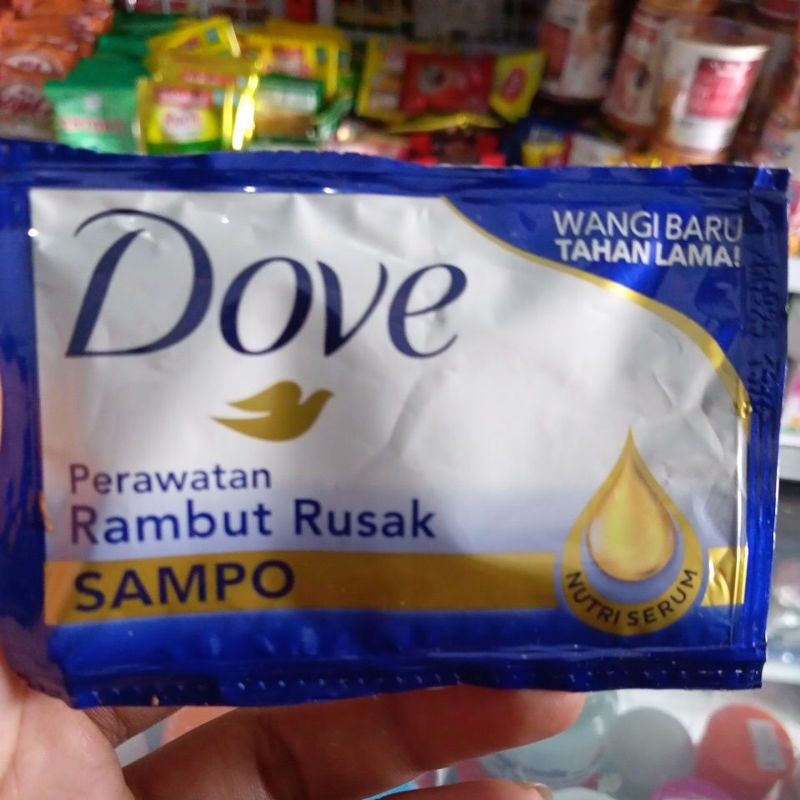 Dove
WANGI BARU
TAHAN LAMA!
Perawatan
Rambut Rusak
SAMPO
NUTRI SERUM